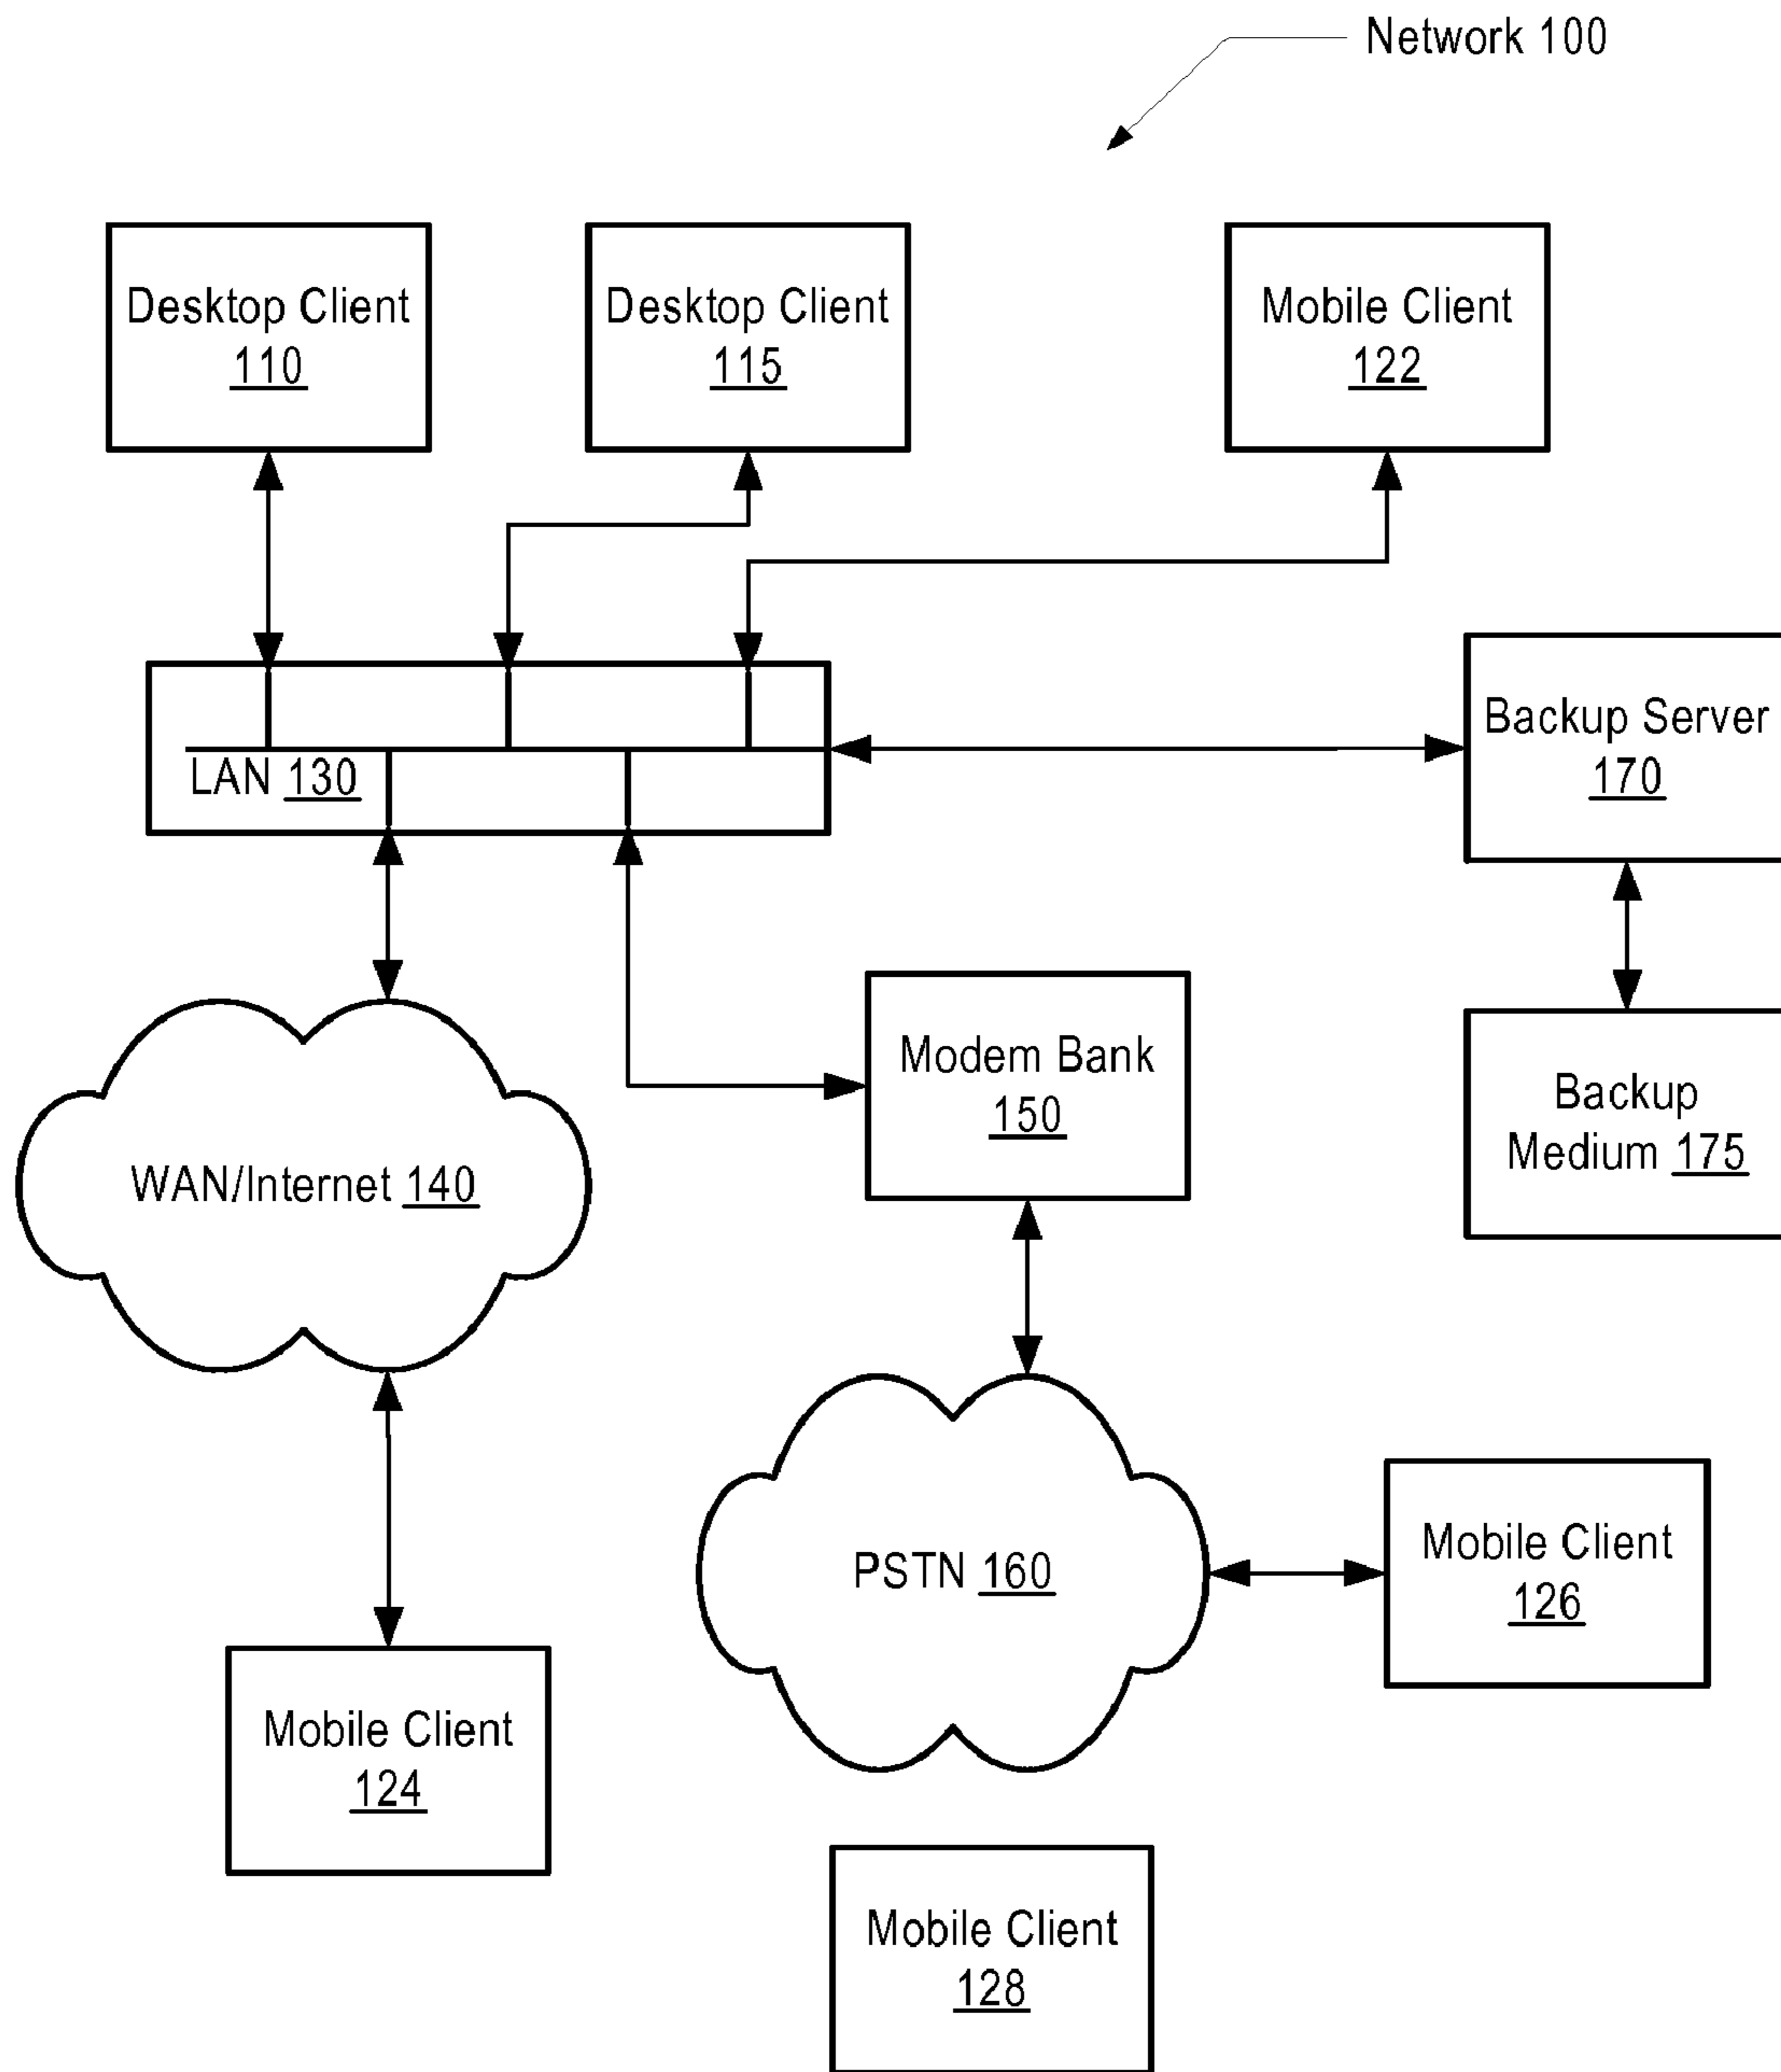 Network 100
Desktop Client
110
Desktop Client
115
Mobile Client
122
LAN 130
Backup Server
170
WAN/Internet 140
Modem Bank
150
Backup
Medium 175
PSTN 160
Mobile Client
126
Mobile Client
124
Mobile Client
128